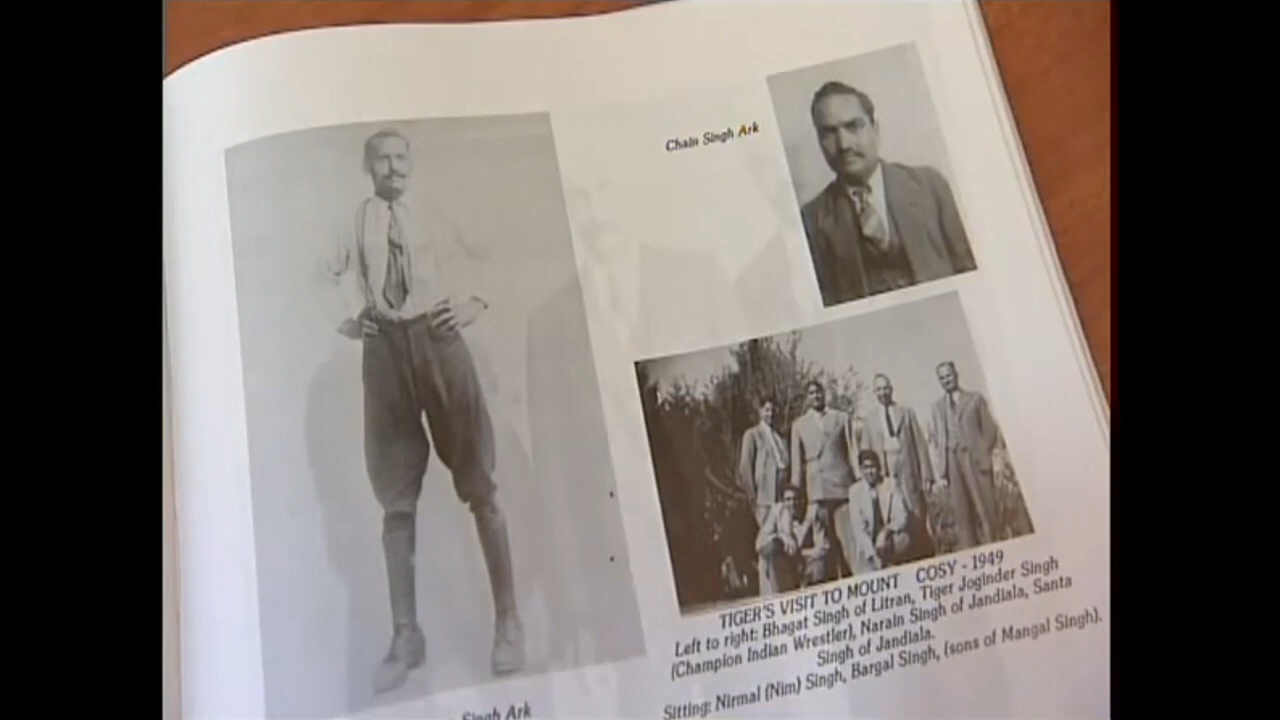 Chain Singh Ark
TIGER'S VISIT TO MOUNT COSY - 1949
Left to right: Bhagat Singh of Litran, Tiger Joginder Singh
(Champion Indian Wrestler), Narain Singh of Jandiala, Santa
Singh of Jandiala.
Sitting: Nirmal (Nim) Singh, Bargal Singh, (sons of Mangal Singh).
Singh Ark